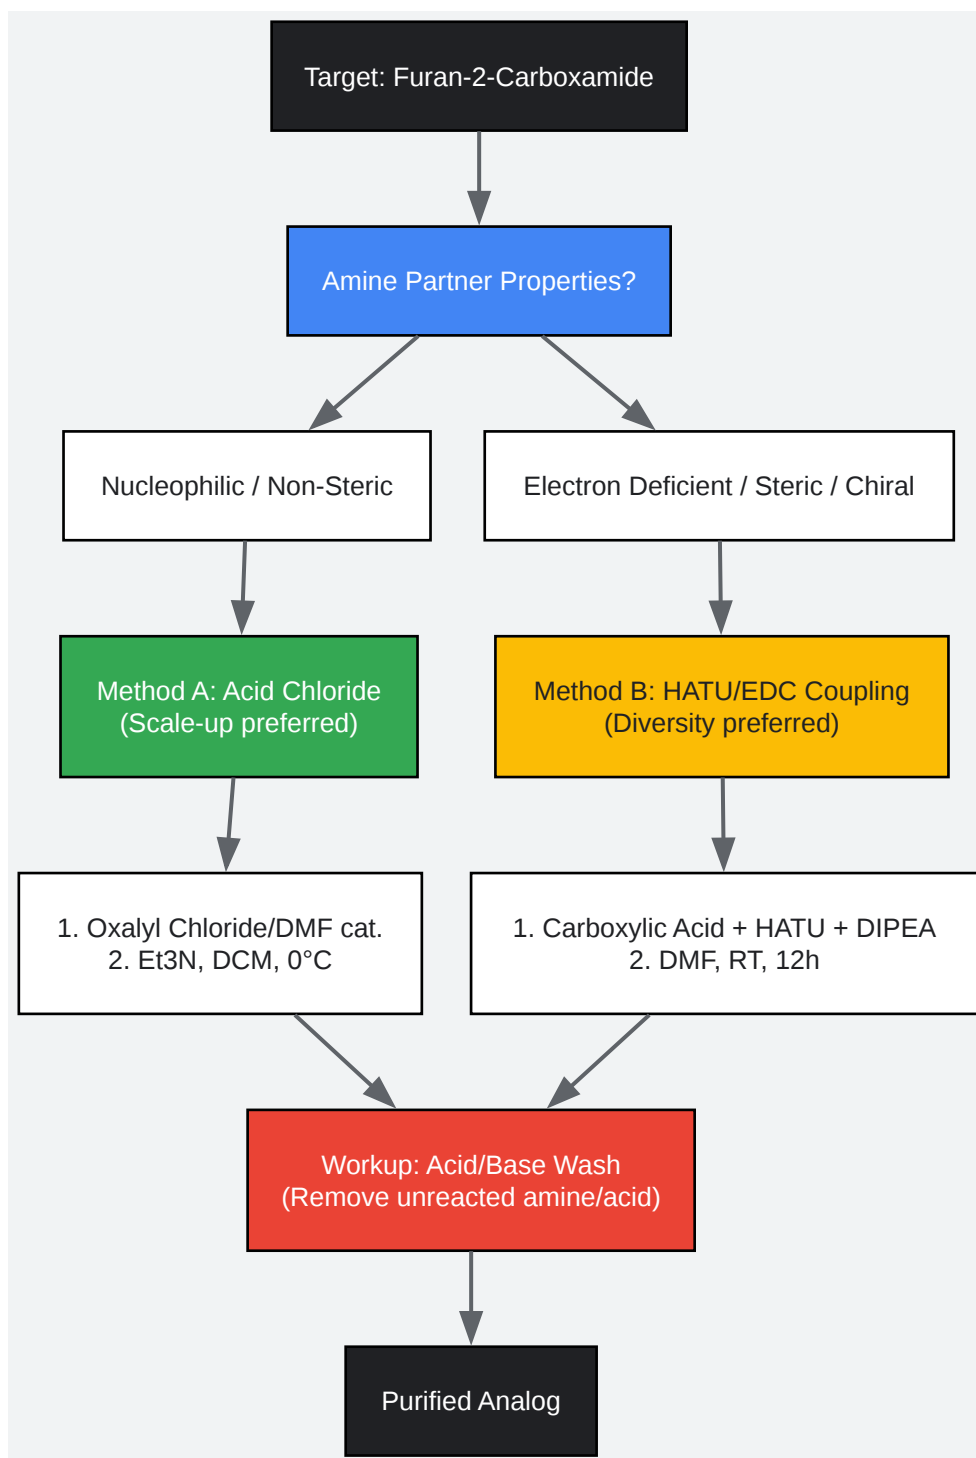 Target: Furan-2-Carboxamide
Amine Partner Properties?
Nucleophilic / Non-Steric
Electron Deficient / Steric / Chiral
Method A: Acid Chloride
(Scale-up preferred)
Method B: HATU/EDC Coupling
(Diversity preferred)
1. Oxalyl Chloride/DMF cat.
2. Et3N, DCM, 0°C
1. Carboxylic Acid + HATU + DIPEA
2. DMF, RT, 12h
Workup: Acid/Base Wash
(Remove unreacted amine/acid)
Purified Analog